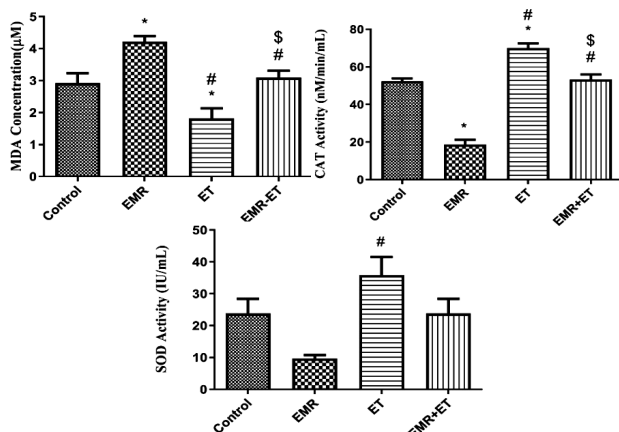 MDA Concentration(μM)
5
4
3
2
1
0
*
#
*
$
#
Control
EMR
ET
EMR-ET
CAT Activity (nM/min/mL)
80
60
40
20
0
*
#
*
$
#
Control
EMR
ET
EMR+ET
SOD Activity (IU/mL)
50
40
30
20
10
0
#
Control
EMR
ET
EMR+ET